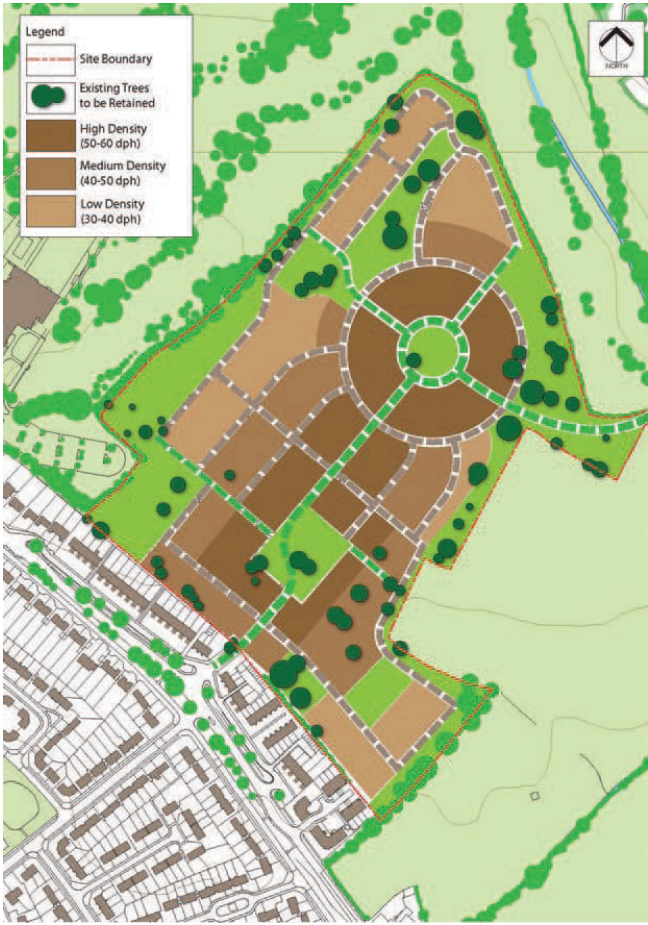 Legend
Site Boundary
Existing Trees
to be Retained
High Density
(50-60 dph)
Medium Density
(40-50 dph)
Low Density
(30-40 dph)
NORTH